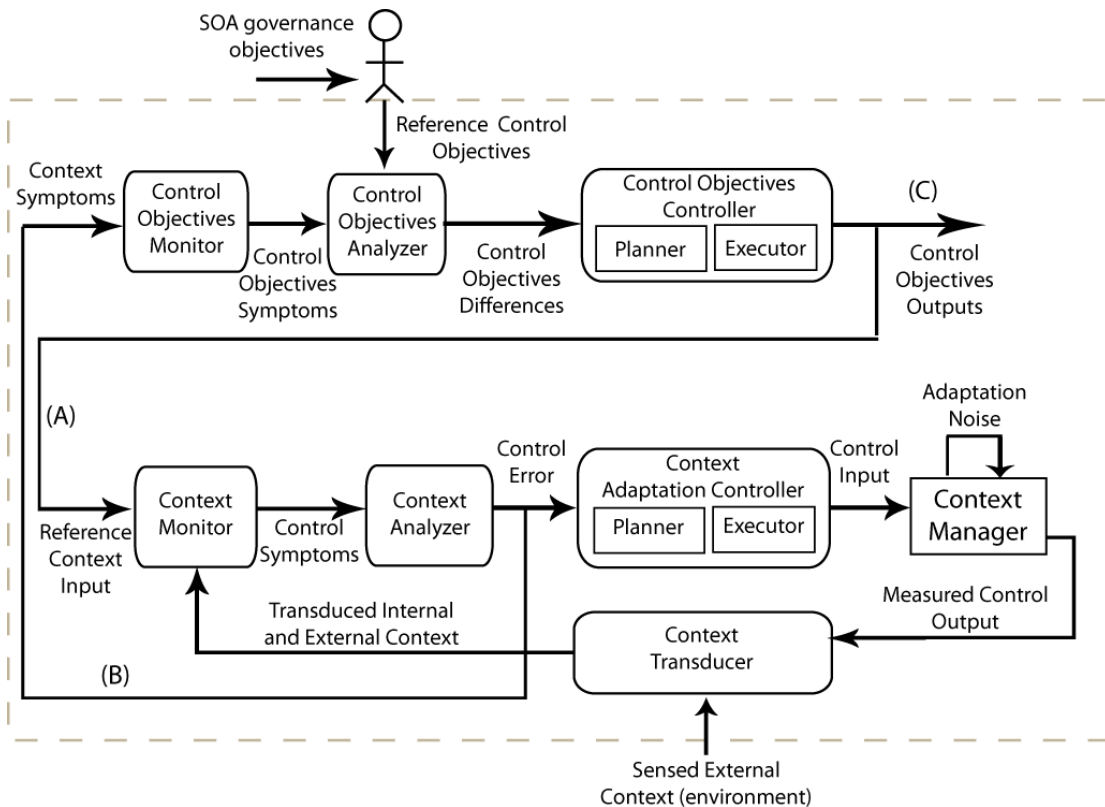 SOA governance
objectives
Reference Control
Objectives
Context
Symptoms
Control
Objectives
Monitor
Control
Objectives
Symptoms
Control
Objectives
Analyzer
Control
Objectives
Differences
Control Objectives
Controller
Planner
Executor
(C)
Control
Objectives
Outputs
(A)
Reference
Context
Input
Context
Monitor
Control
Symptoms
Context
Analyzer
Control
Error
Context
Adaptation Controller
Planner
Executor
Control
Input
Adaptation
Noise
Context
Manager
Measured Control
Output
Transduced Internal
and External Context
Context
Transducer
(B)
Sensed External
Context (environment)